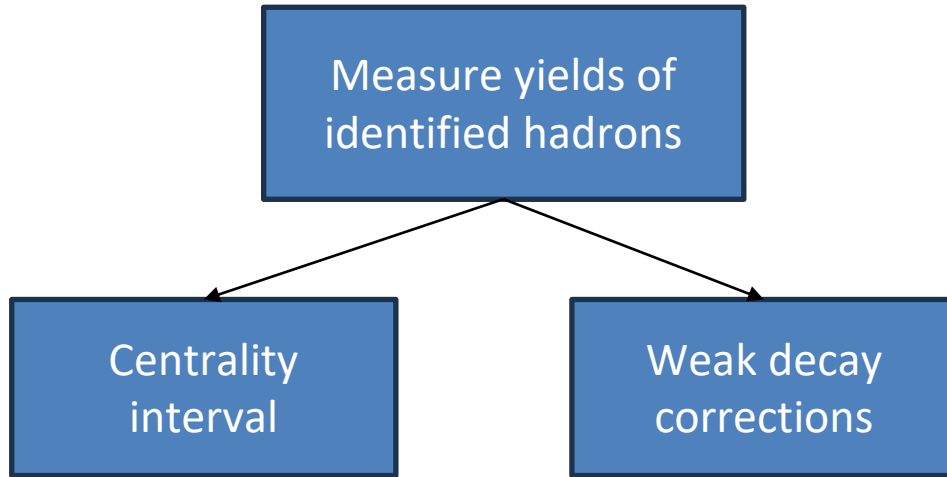 Measure yields of
identified hadrons
Centrality
interval
Weak decay
corrections